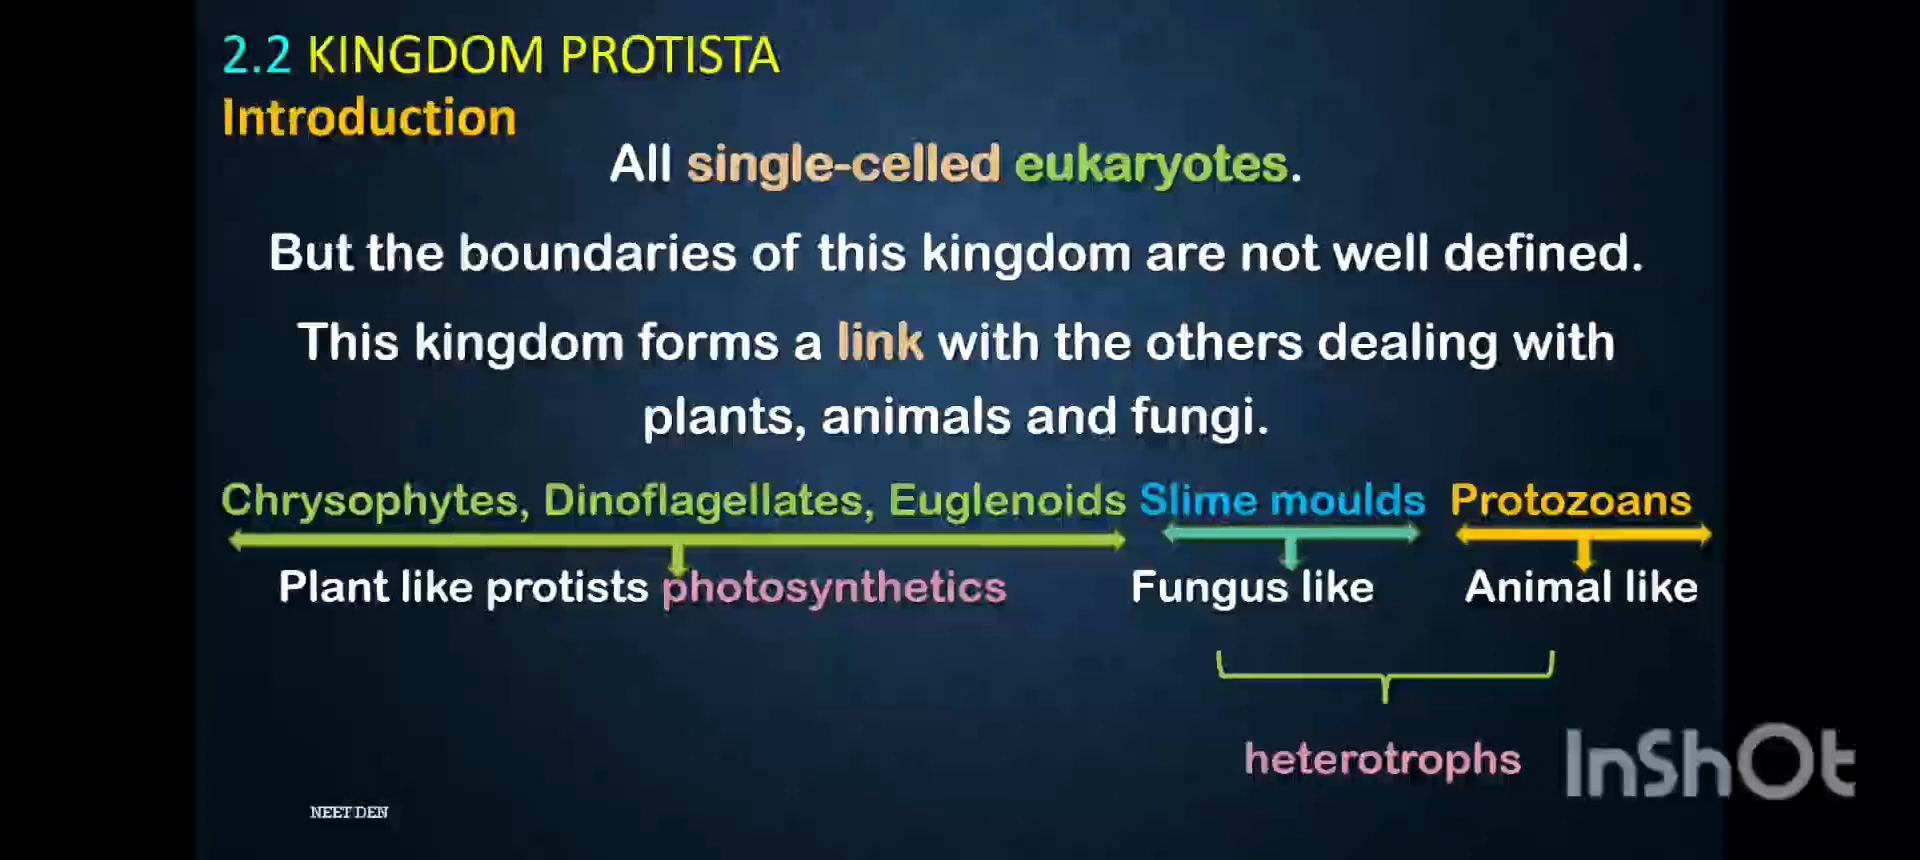 2.2 KINGDOM PROTISTA
Introduction
All single-celled eukaryotes.
But the boundaries of this kingdom are not well defined.
This kingdom forms a link with the others dealing with
plants, animals and fungi.
Chrysophytes, Dinoflagellates, Euglenoids Slime moulds Protozoans
Plant like protists photosynthetics Fungus like Animal like
heterotrophs
InShOt
NEET DEN